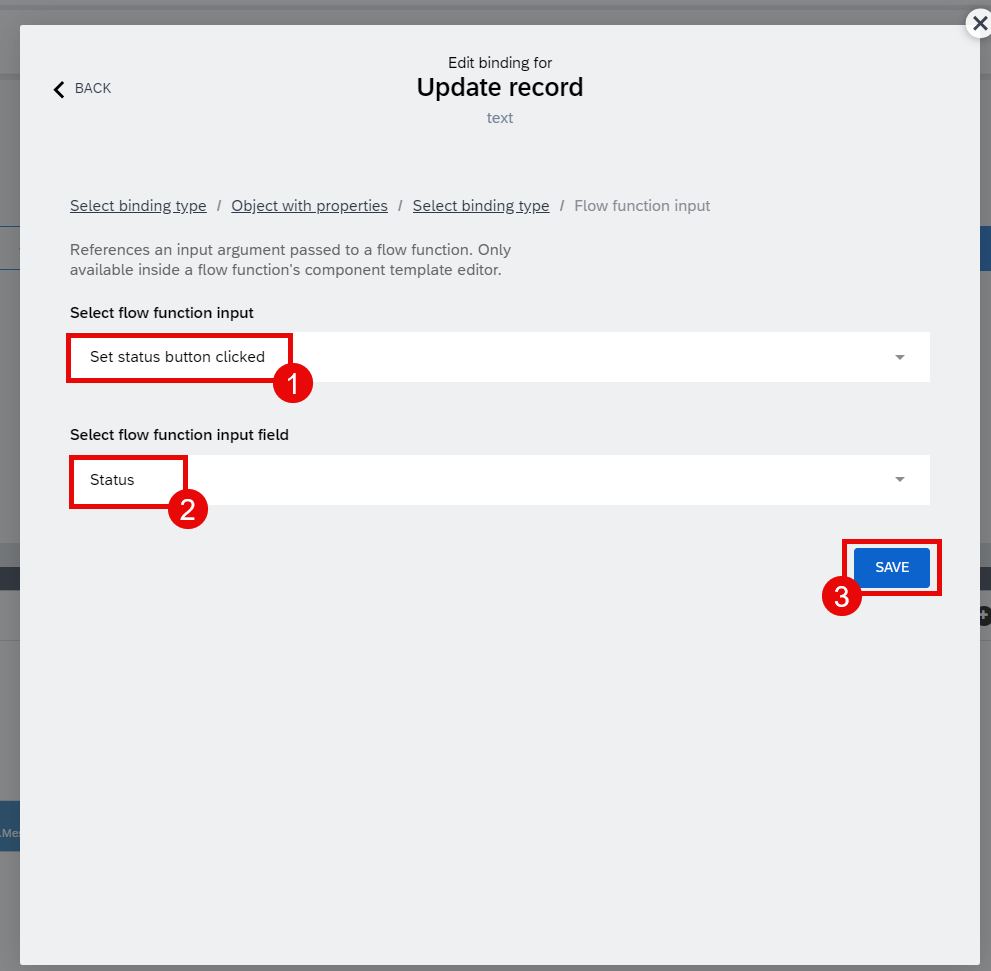 Edit binding for
BACK
Update record
text
Select binding type / Object with properties / Select binding type / Flow function input
References an input argument passed to a flow function. Only
available inside a flow function's component template editor.
Select flow function input
Set status button clicked
1
Select flow function input field
Status
2
SAVE
3
.Mes